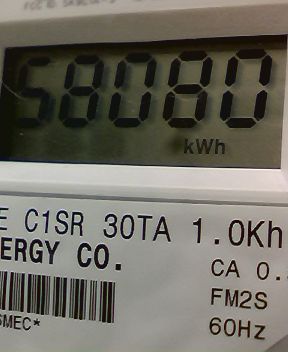 58080
kWh
E C1SR 30TA 1.0Kh
ERGY CO.
CA 0.
FM2S
SMEC*
60Hz